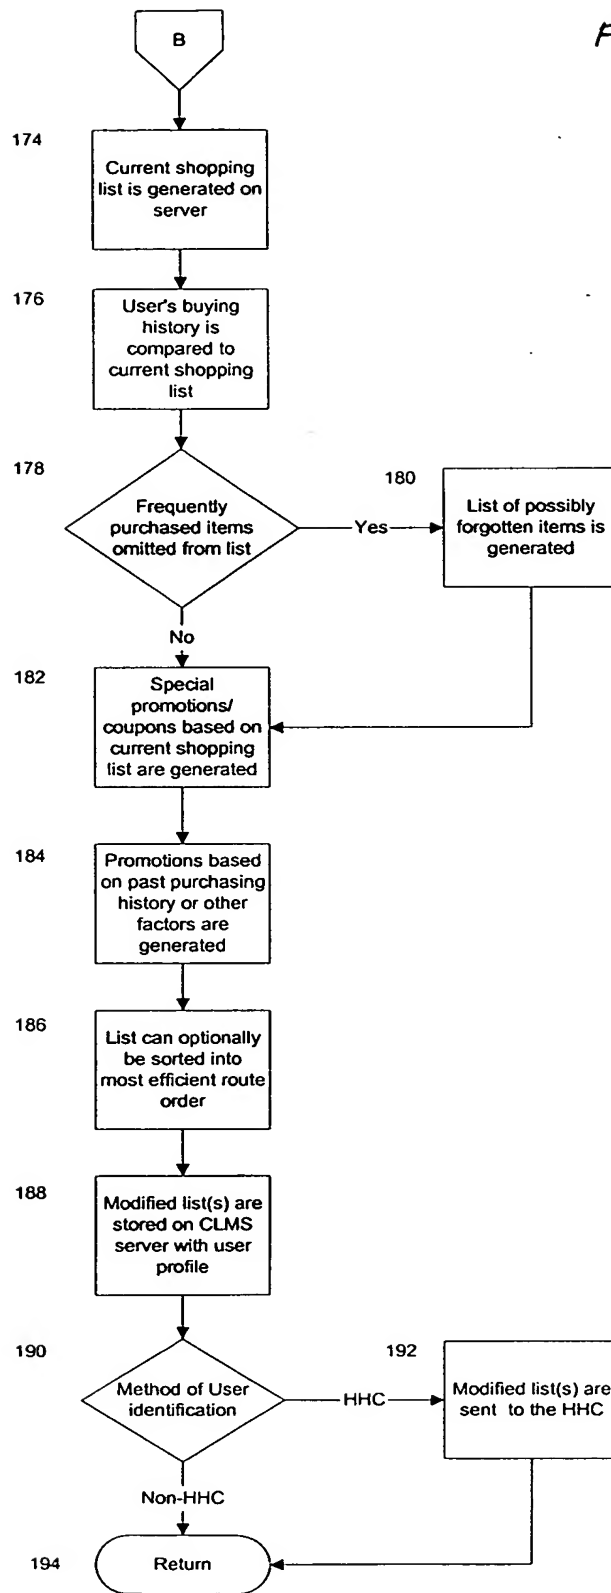 B
F
174
Current shopping
list is generated on
server
176
User's buying
history is
compared to
current shopping
list
178
Frequently
purchased items
omitted from list
Yes
180
List of possibly
forgotten items is
generated
No
182
Special
promotions/
coupons based on
current shopping
list are generated
184
Promotions based
on past purchasing
history or other
factors are
generated
186
List can optionally
be sorted into
most efficient route
order
188
Modified list(s) are
stored on CLMS
server with user
profile
190
Method of User
identification
HHC
192
Modified list(s) are
sent to the HHC
Non-HHC
194
Return